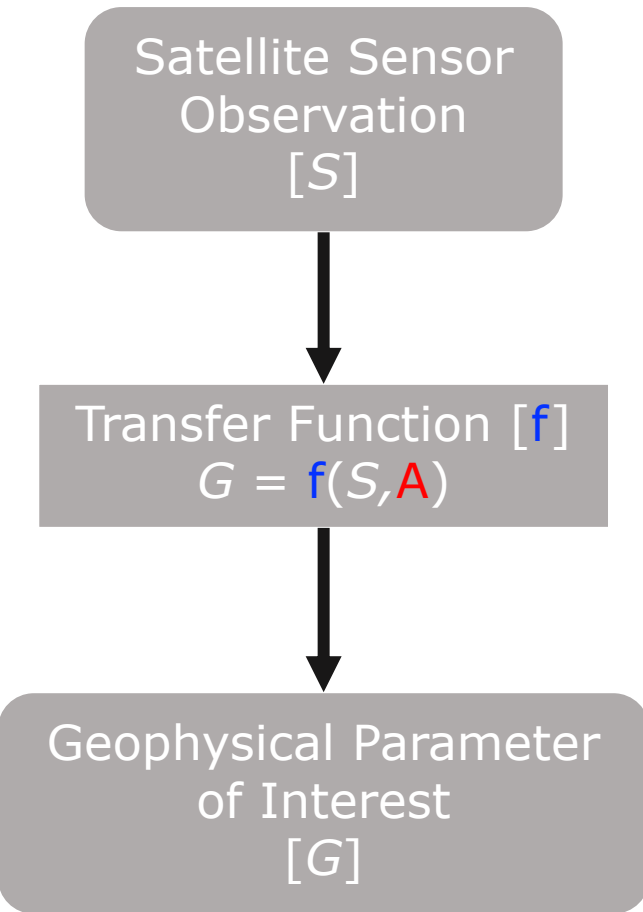 Satellite Sensor
Observation
[S]
Transfer Function [f]
G = f(S,A)
Geophysical Parameter
of Interest
[G]